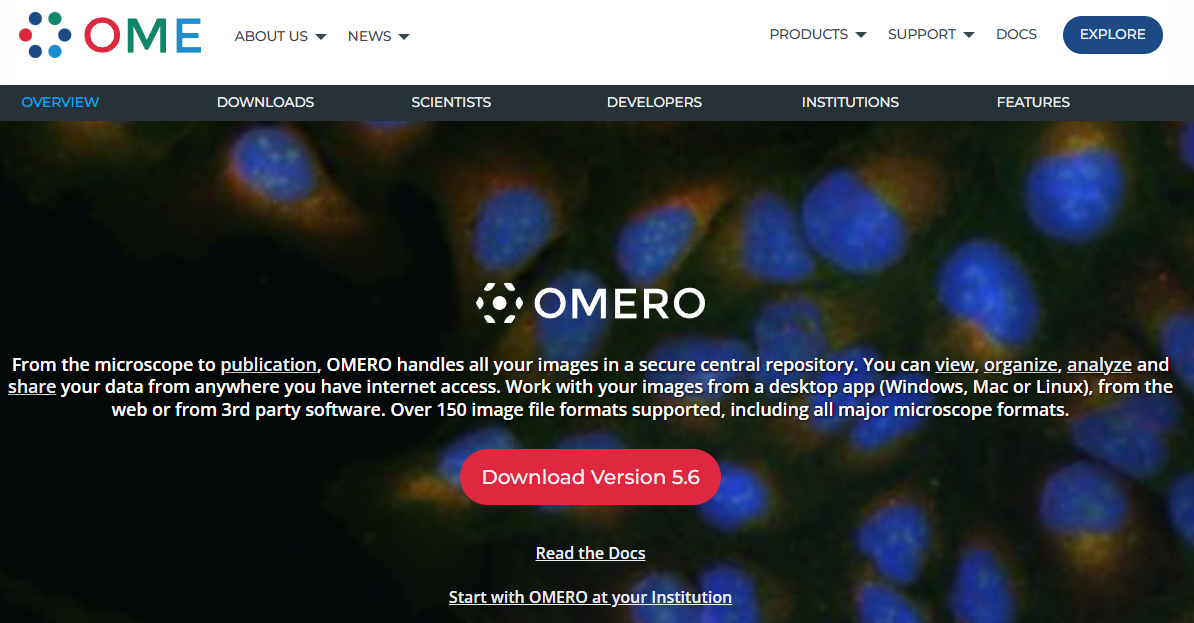 OME
ABOUT US
NEWS
PRODUCTS
SUPPORT
DOCS
EXPLORE
OVERVIEW
DOWNLOADS
SCIENTISTS
DEVELOPERS
INSTITUTIONS
FEATURES
OMERO
From the microscope to publication, OMERO handles all your images in a secure central repository. You can view, organize, analyze and
share your data from anywhere you have internet access. Work with your images from a desktop app (Windows, Mac or Linux), from the
web or from 3rd party software. Over 150 image file formats supported, including all major microscope formats.
Download Version 5.6
Read the Docs
Start with OMERO at your Institution